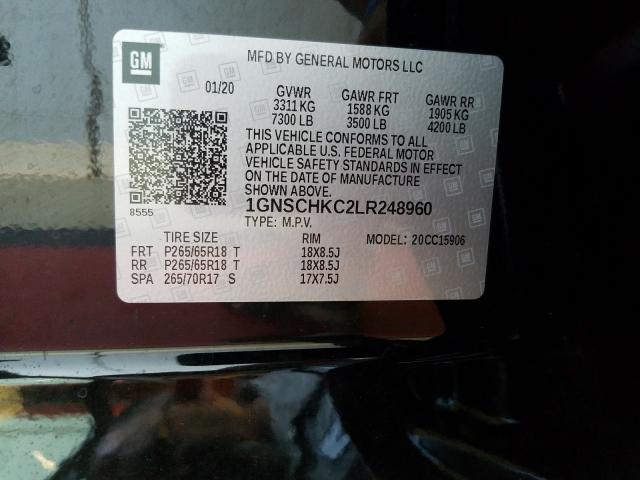 GM
MFD BY GENERAL MOTORS LLC
01/20
GVWR GAWR FRT GAWR RR
3311 KG 1588 KG 1905 KG
7300 LB 3500 LB 4200 LB
THIS VEHICLE CONFORMS TO ALL
APPLICABLE U.S. FEDERAL MOTOR
VEHICLE SAFETY STANDARDS IN EFFECT
ON THE DATE OF MANUFACTURE
SHOWN ABOVE.
8555
1GNSCHKC2LR248960
TYPE: M.P.V.
TIRE SIZE RIM MODEL: 20CC15906
FRT P265/65R18 T 18X8.5J
RR P265/65R18 T 18X8.5J
SPA 265/70R17 S 17X7.5J